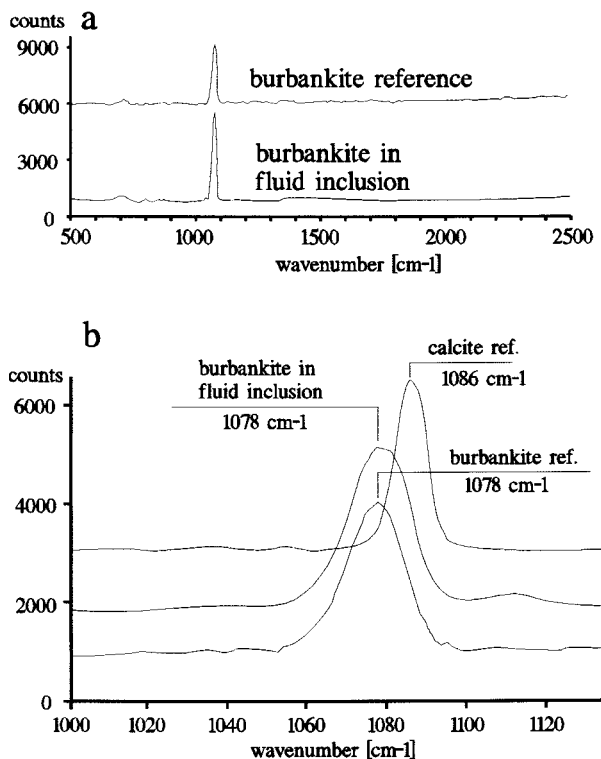 counts
a
9000
6000
3000
0
burbankite reference
burbankite in
fluid inclusion
500
1000
1500
2000
2500
wavenumber [cm-1]
b
counts
6000
4000
2000
0
burbankite in
fluid inclusion
1078 cm-1
calcite ref.
1086 cm-1
burbankite ref.
1078 cm-1
1000
1020
1040
1060
1080
1100
1120
wavenumber [cm-1]